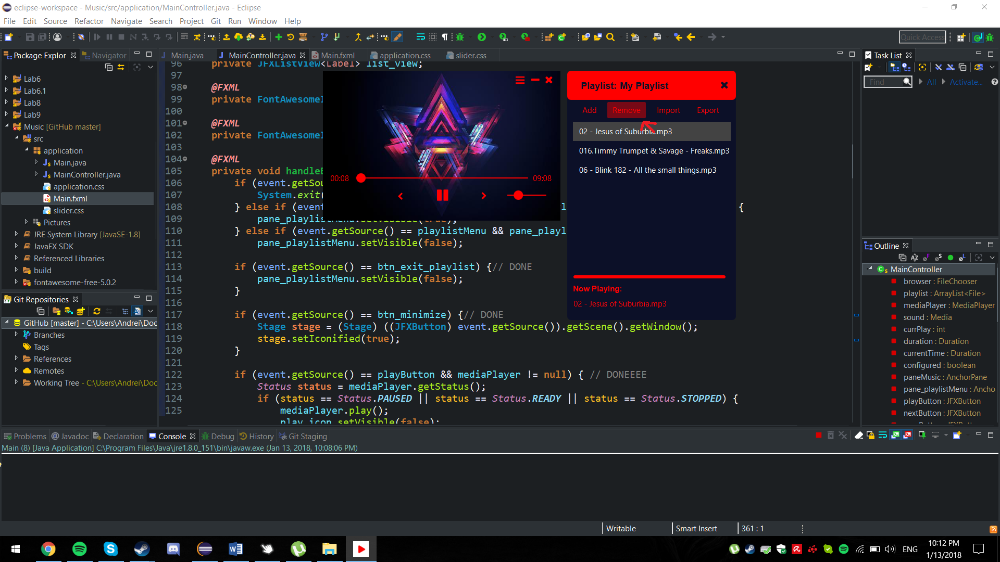 eclipse-workspace - Music/src/application/MainController.java - Eclipse
File Edit Source Refactor Navigate Search Project Git Run Window Help
Quick Access
Package Explor
Navigator
Lab6
Lab6.1
Lab8
Lab9
Music [GitHub master]
src
application
Main.java
MainController.java
application.css
Main.fxml
slider.css
Pictures
JRE System Library [JavaSE-1.8]
JavaFX SDK
Referenced Libraries
build
fontawesome-free-5.0.2
Git Repositories
GitHub [master] - C:\Users\Andrei\Doc
Branches
Tags
References
Remotes
Working Tree - C:\Users\Andrei\Doc
Main.java MainController.java Main.fxml application.css slider.css
96 private JFXListView<Label> list_view;
97
98 @FXML
99 private FontAwesomeI
100
101 @FXML
102 private FontAwesomeI
103
104 @FXML
105 private void handleB
106 if (event.getSou
107 System.exit(
108 } else if (event l {
109 pane_playlistMenu.setVisible(true);
110 } else if (event.getSource() == playlistMenu && pane_playl
111 pane_playlistMenu.setVisible(false);
112
113 if (event.getSource() == btn_exit_playlist) {// DONE
114 pane_playlistMenu.setVisible(false);
115 }
116
117 if (event.getSource() == btn_minimize) {// DONE
118 Stage stage = (Stage) ((JFXButton) event.getSource()).getScene().getWindow();
119 stage.setIconified(true);
120 }
121
122 if (event.getSource() == playButton && mediaPlayer != null) { // DONEEEE
123 Status status = mediaPlayer.getStatus();
124 if (status == Status.PAUSED || status == Status.READY || status == Status.STOPPED) {
125 mediaPlayer.play();
play_icon.setVisible(false);
00:08 09:08
Playlist: My Playlist
Add Remove Import Export
02 - Jesus of Suburbia.mp3
016.Timmy Trumpet & Savage - Freaks.mp3
06 - Blink 182 - All the small things.mp3
Now Playing:
02 - Jesus of Suburbia.mp3
Task List
Find All Activate...
Outline
MainController
browser : FileChooser
playlist : ArrayList<File>
mediaPlayer : MediaPlayer
sound : Media
currPlay : int
duration : Duration
currentTime : Duration
configured : boolean
paneMusic : AnchorPane
pane_playlistMenu : Ancho
playButton : JFXButton
nextButton : JFXButton
Problems Javadoc Declaration Console Debug History Git Staging
Main (8) [Java Application] C:\Program Files\Java\jre1.8.0_151\bin\javaw.exe (Jan 13, 2018, 10:08:06 PM)
Writable Smart Insert 361 : 1
ENG
10:12 PM
1/13/2018